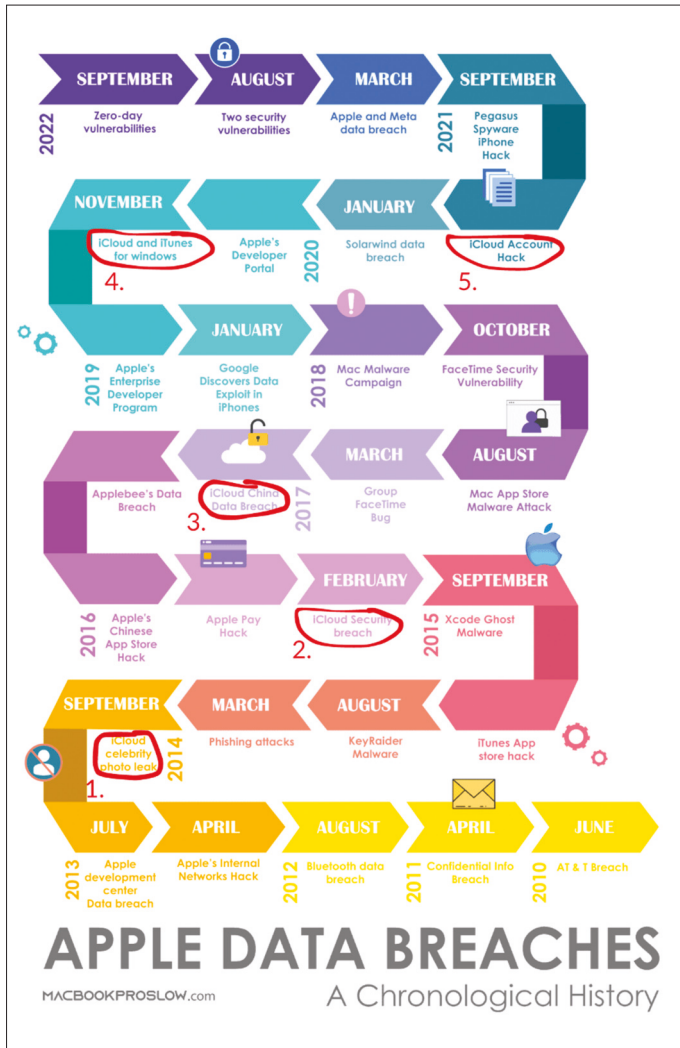 SEPTEMBER
AUGUST
MARCH
SEPTEMBER
2022
Zero-day
vulnerabilities
Two security
vulnerabilities
Apple and Meta
data breach
2021
Pegasus
Spyware
iPhone
Hack
NOVEMBER
JANUARY
iCloud and iTunes
for windows
4.
Apple's
Developer
Portal
2020
Solarwind data
breach
iCloud Account
Hack
5.
JANUARY
OCTOBER
2019
Apple's
Enterprise
Developer
Program
Google
Discovers Data
Exploit in
iPhones
2018
Mac Malware
Campaign
FaceTime Security
Vulnerability
MARCH
AUGUST
Applebee's Data
Breach
iCloud China
Data Breach
3.
2017
Group
FaceTime
Bug
Mac App Store
Malware Attack
FEBRUARY
SEPTEMBER
2016
Apple's
Chinese
App Store
Hack
Apple Pay
Hack
iCloud Security
breach
2.
2015
Xcode Ghost
Malware
SEPTEMBER
MARCH
AUGUST
iCloud
celebrity
photo leak
1.
2014
Phishing attacks
KeyRaider
Malware
iTunes App
store hack
JULY
APRIL
AUGUST
APRIL
JUNE
2013
Apple
development
center
Data breach
Apple's Internal
Networks Hack
2012
Bluetooth data
breach
2011
Confidential Info
Breach
2010
AT & T Breach
APPLE DATA BREACHES
MACBOOKPROSLOW.com
A Chronological History